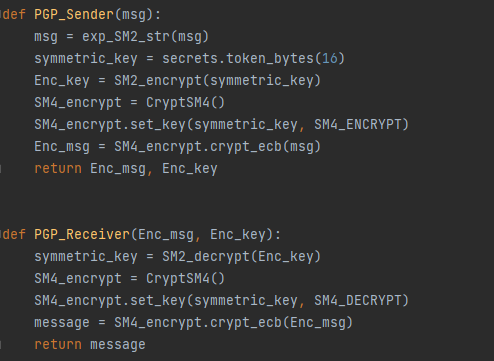 def PGP_Sender(msg):
    msg = exp_SM2_str(msg)
    symmetric_key = secrets.token_bytes(16)
    Enc_key = SM2_encrypt(symmetric_key)
    SM4_encrypt = CryptSM4()
    SM4_encrypt.set_key(symmetric_key, SM4_ENCRYPT)
    Enc_msg = SM4_encrypt.crypt_ecb(msg)
    return Enc_msg, Enc_key
def PGP_Receiver(Enc_msg, Enc_key):
    symmetric_key = SM2_decrypt(Enc_key)
    SM4_encrypt = CryptSM4()
    SM4_encrypt.set_key(symmetric_key, SM4_DECRYPT)
    message = SM4_encrypt.crypt_ecb(Enc_msg)
    return message